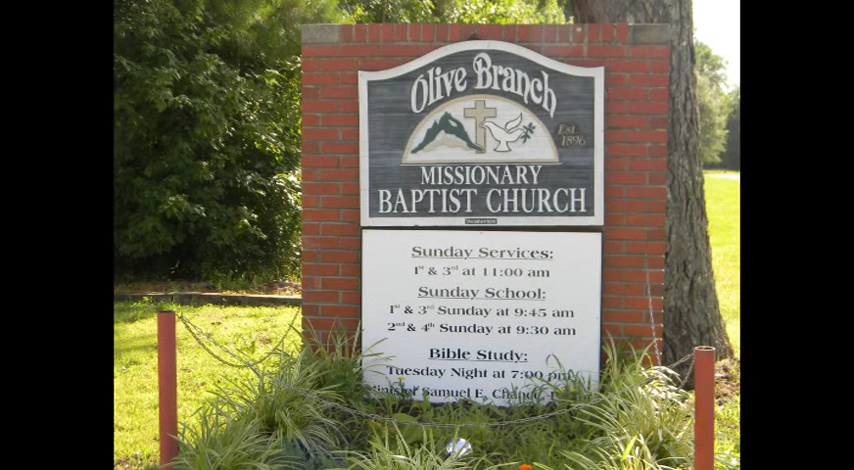 Olive Branch
Est.
1896
MISSIONARY
BAPTIST CHURCH
Sunday Services:
1st & 3rd at 11:00 am
Sunday School:
1st & 3rd Sunday at 9:45 am
2nd & 4th Sunday at 9:30 am
Bible Study:
Tuesday Night at 7:00 pm
Minister Samuel E.